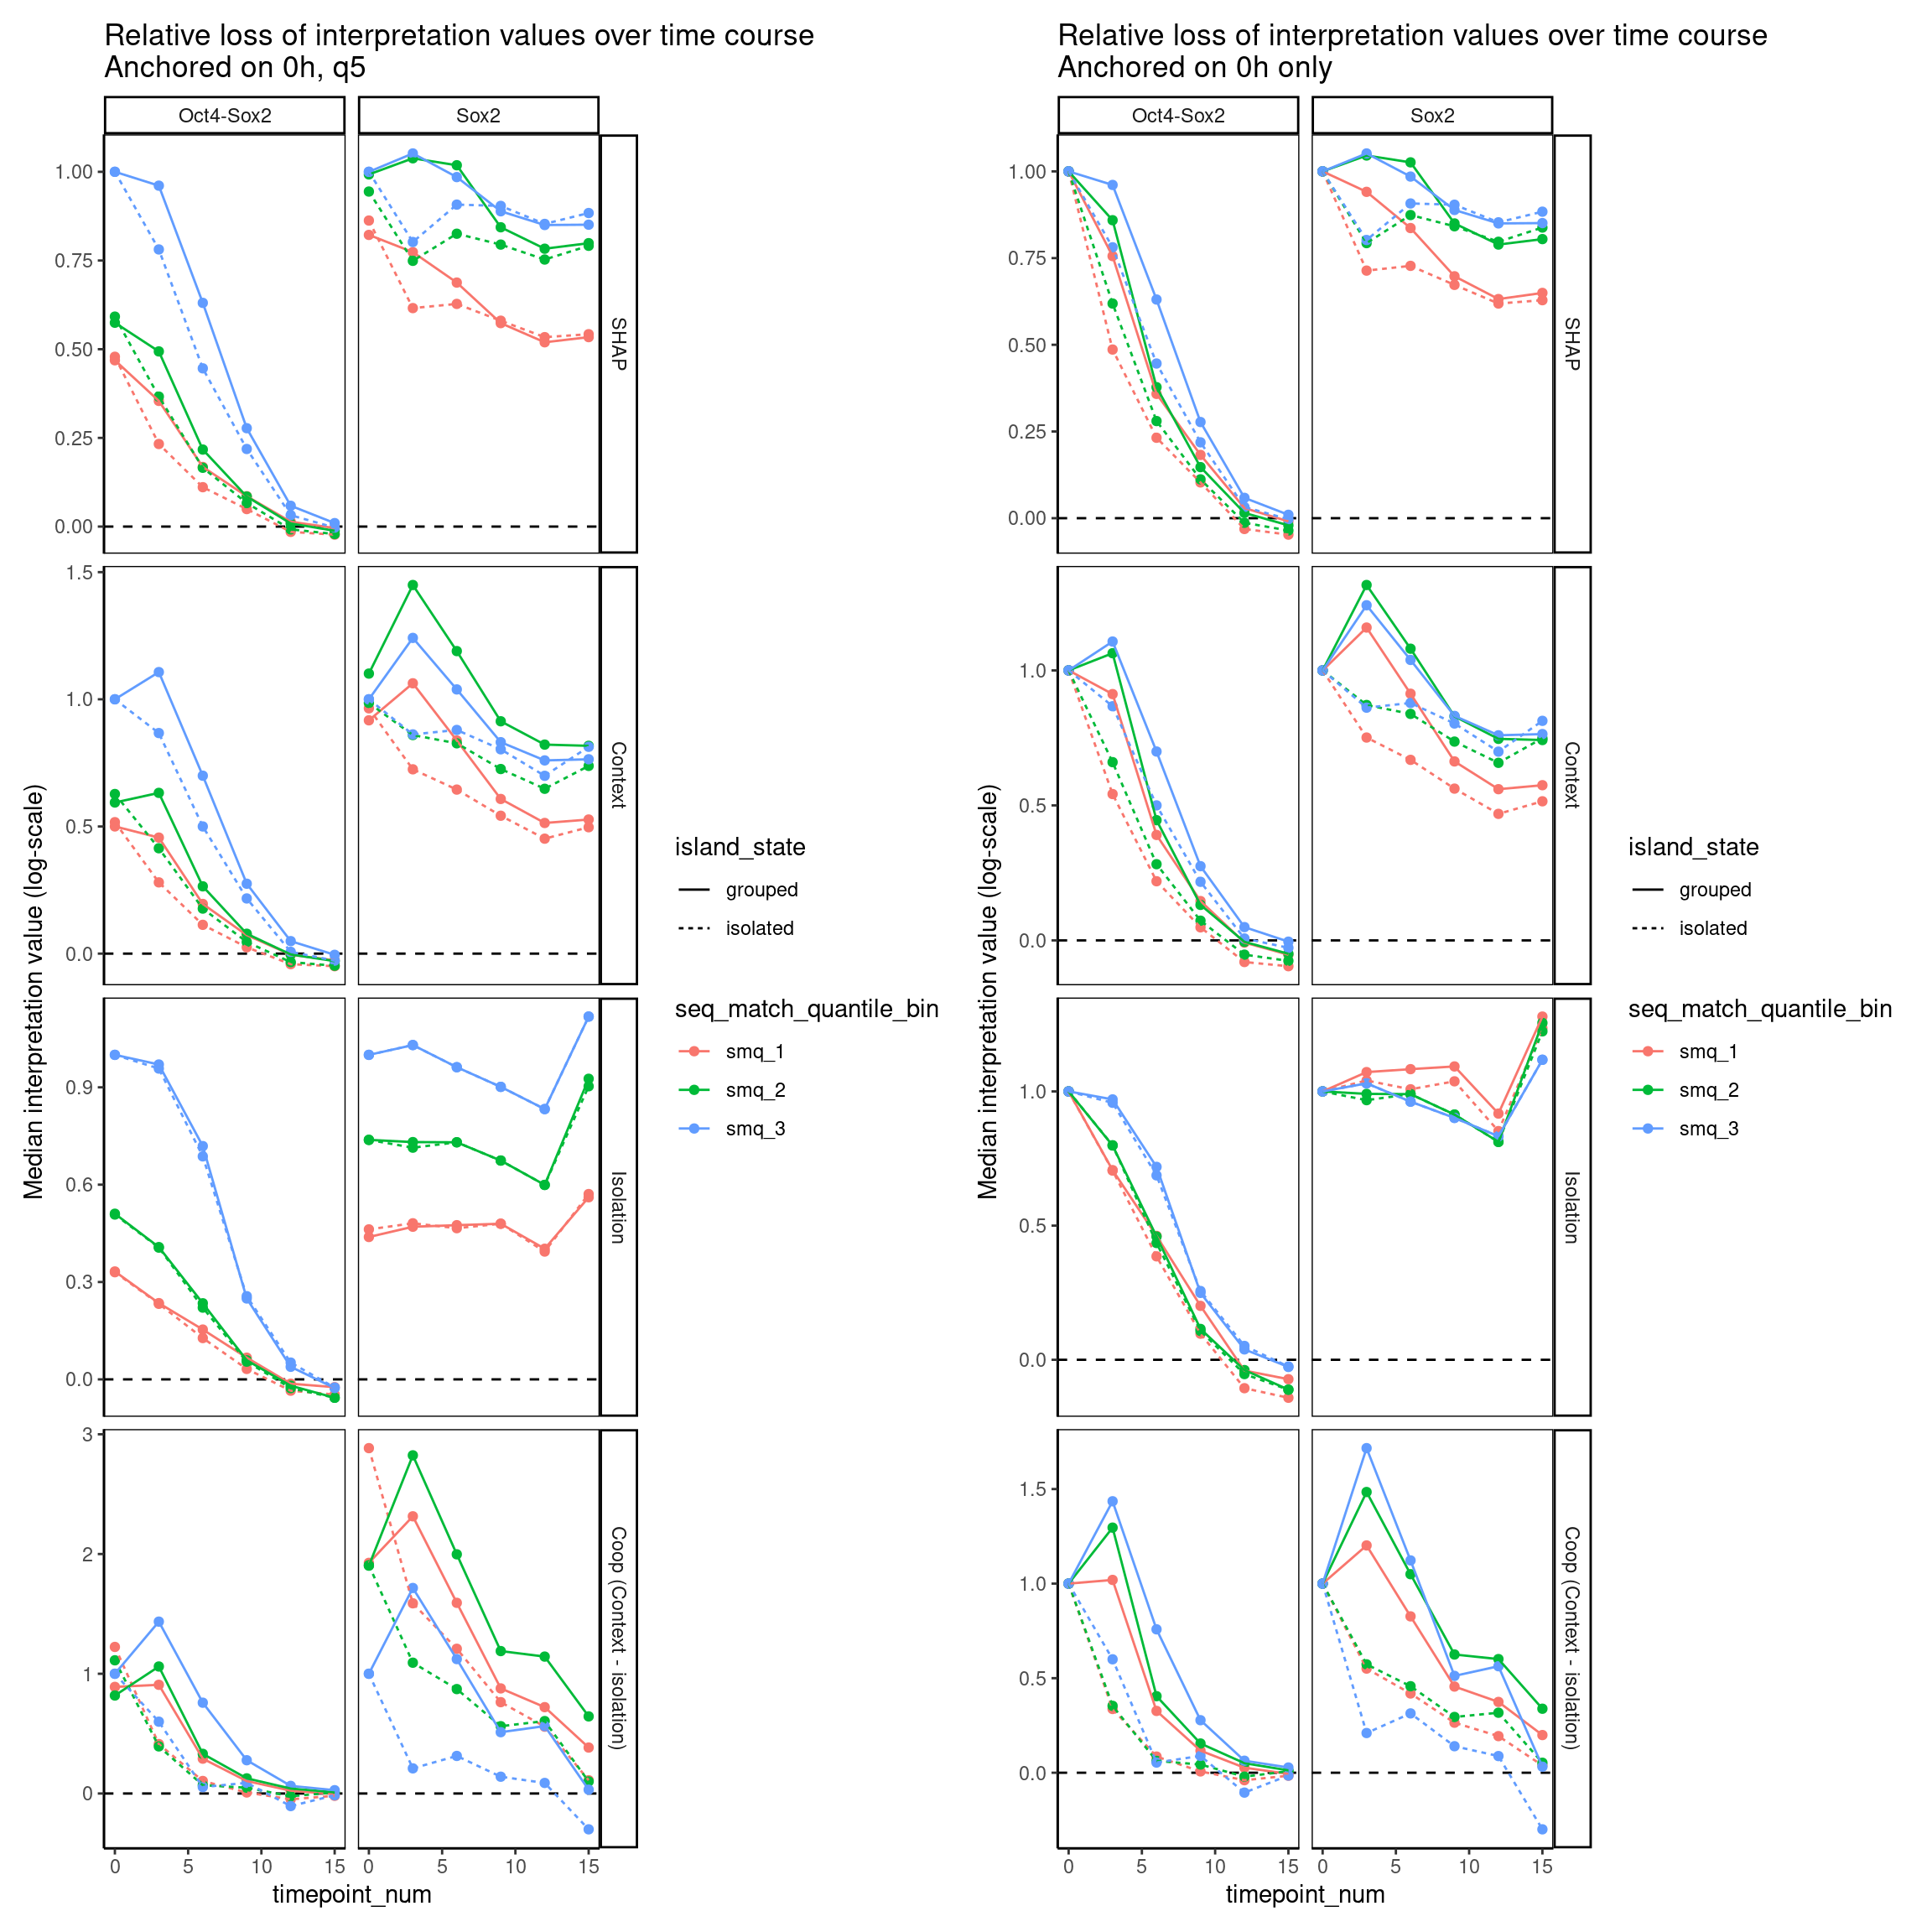 Relative loss of interpretation values over time course
Anchored on 0h, q5
Oct4-Sox2
Sox2
1.00
0.75
0.50
0.25
0.00
SHAP
1.5
1.0
0.5
0.0
Context
0.9
0.6
0.3
0.0
Isolation
3
2
1
0
Coop (Context - isolation)
0
5
10
15
0
5
10
15
timepoint_num
Median interpretation value (log-scale)
island_state
grouped
isolated
seq_match_quantile_bin
smq_1
smq_2
smq_3
Relative loss of interpretation values over time course
Anchored on 0h only
Oct4-Sox2
Sox2
1.00
0.75
0.50
0.25
0.00
SHAP
1.0
0.5
0.0
Context
1.0
0.5
0.0
Isolation
1.5
1.0
0.5
0.0
Coop (Context - isolation)
0
5
10
15
0
5
10
15
timepoint_num
Median interpretation value (log-scale)
island_state
grouped
isolated
seq_match_quantile_bin
smq_1
smq_2
smq_3